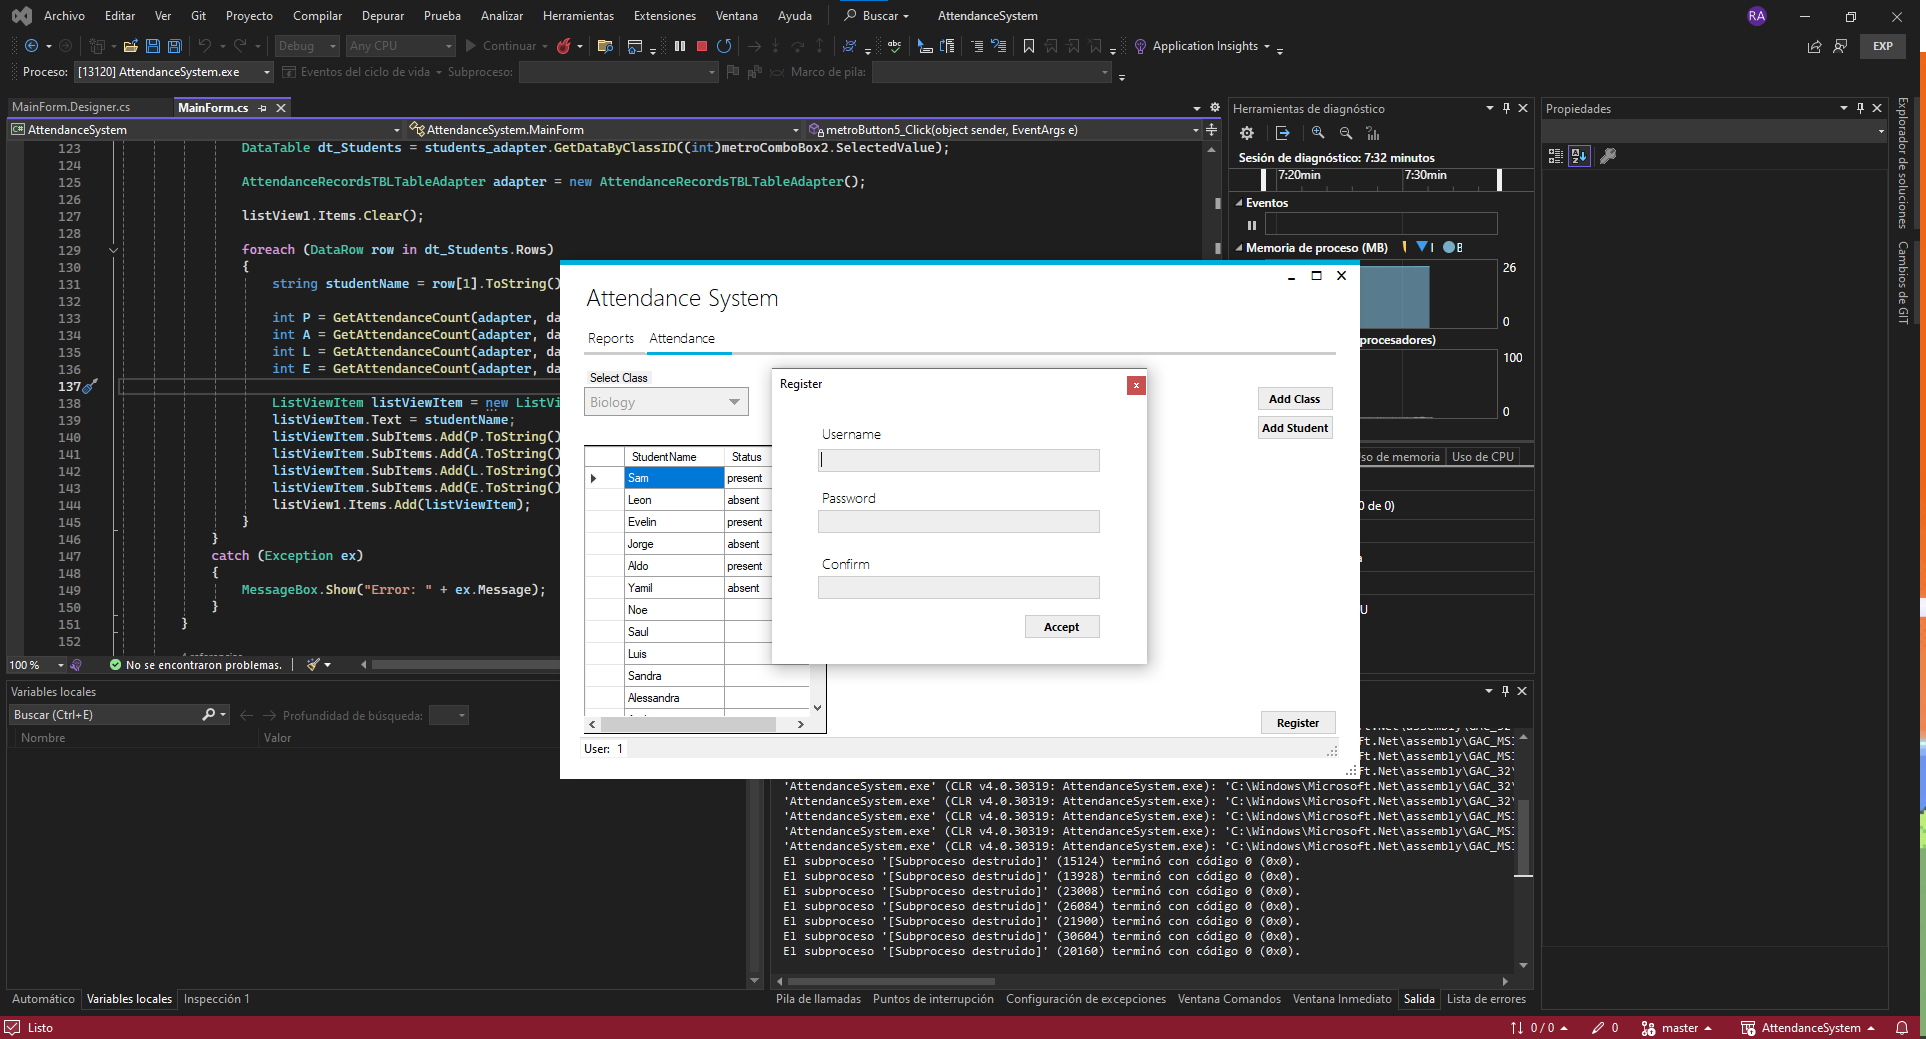 Archivo Editar Ver Git Proyecto Compilar Depurar Prueba Analizar Herramientas Extensiones Ventana Ayuda Buscar AttendanceSystem RA
Debug Any CPU Continuar Application Insights EXP
Proceso: [13120] AttendanceSystem.exe Eventos del ciclo de vida Subproceso: Marco de pila:
MainForm.Designer.cs MainForm.cs
AttendanceSystem AttendanceSystem.MainForm metroButton5_Click(object sender, EventArgs e)
123 DataTable dt_Students = students_adapter.GetDataByClassID((int)metroComboBox2.SelectedValue);
124
125 AttendanceRecordsTBLTableAdapter adapter = new AttendanceRecordsTBLTableAdapter();
126
127 listView1.Items.Clear();
128
129 foreach (DataRow row in dt_Students.Rows)
130 {
131 string studentName = row[1].ToString()
132
133 int P = GetAttendanceCount(adapter, da
134 int A = GetAttendanceCount(adapter, da
135 int L = GetAttendanceCount(adapter, da
136 int E = GetAttendanceCount(adapter, da
137
138 ListViewItem listViewItem = new ListVi
139 listViewItem.Text = studentName;
140 listViewItem.SubItems.Add(P.ToString()
141 listViewItem.SubItems.Add(A.ToString()
142 listViewItem.SubItems.Add(L.ToString()
143 listViewItem.SubItems.Add(E.ToString()
144 listView1.Items.Add(listViewItem);
145 }
146 }
147 catch (Exception ex)
148 {
149 MessageBox.Show("Error: " + ex.Message);
150 }
151 }
152
100 % No se encontraron problemas.
Variables locales
Buscar (Ctrl+E) Profundidad de búsqueda:
Nombre Valor
Automático Variables locales Inspección 1
Attendance System
Reports Attendance
Select Class
Biology
Add Class
Add Student
StudentName Status
Sam present
Leon absent
Evelin present
Jorge absent
Aldo present
Yamil absent
Noe
Saul
Luis
Sandra
Alessandra
Register
User: 1
Register
x
Username
Password
Confirm
Accept
Herramientas de diagnóstico
Sesión de diagnóstico: 7:32 minutos
7:20min 7:30min
Eventos
Memoria de proceso (MB) I B
26
0
procesadores)
100
0
so de memoria Uso de CPU
0 de 0)
a
U
Propiedades
Explorador de soluciones
Cambios de GIT
ft.Net\assembly\GAC_32\
ft.Net\assembly\GAC_MSI
ft.Net\assembly\GAC_MSI
ft.Net\assembly\GAC_32\
'AttendanceSystem.exe' (CLR v4.0.30319: AttendanceSystem.exe): 'C:\Windows\Microsoft.Net\assembly\GAC_32\
'AttendanceSystem.exe' (CLR v4.0.30319: AttendanceSystem.exe): 'C:\Windows\Microsoft.Net\assembly\GAC_32\
'AttendanceSystem.exe' (CLR v4.0.30319: AttendanceSystem.exe): 'C:\Windows\Microsoft.Net\assembly\GAC_MSI
'AttendanceSystem.exe' (CLR v4.0.30319: AttendanceSystem.exe): 'C:\Windows\Microsoft.Net\assembly\GAC_MSI
'AttendanceSystem.exe' (CLR v4.0.30319: AttendanceSystem.exe): 'C:\Windows\Microsoft.Net\assembly\GAC_MSI
El subproceso '[Subproceso destruido]' (15124) terminó con código 0 (0x0).
El subproceso '[Subproceso destruido]' (13928) terminó con código 0 (0x0).
El subproceso '[Subproceso destruido]' (23008) terminó con código 0 (0x0).
El subproceso '[Subproceso destruido]' (26084) terminó con código 0 (0x0).
El subproceso '[Subproceso destruido]' (21900) terminó con código 0 (0x0).
El subproceso '[Subproceso destruido]' (30604) terminó con código 0 (0x0).
El subproceso '[Subproceso destruido]' (20160) terminó con código 0 (0x0).
Pila de llamadas Puntos de interrupción Configuración de excepciones Ventana Comandos Ventana Inmediato Salida Lista de errores
Listo 0 / 0 0 master AttendanceSystem